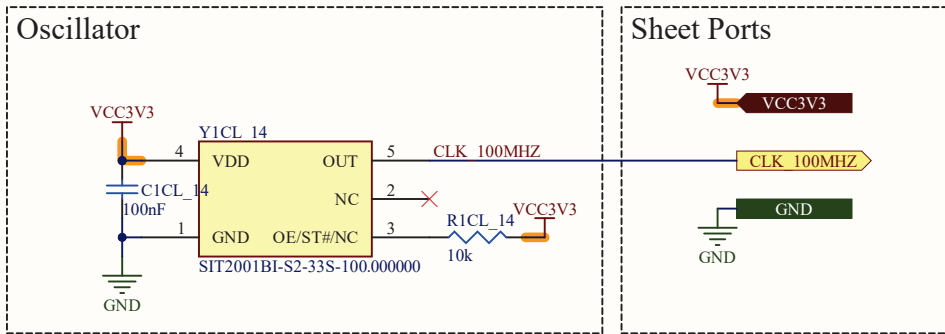 Oscillator
Sheet Ports
VCC3V3
Y1CL_14
4 VDD OUT 5 CLK_100MHZ
C1CL_14
100nF
NC 2
1 GND OE/ST#/NC 3
R1CL_14
10k
VCC3V3
SIT2001BI-S2-33S-100.000000
GND
VCC3V3
VCC3V3
CLK_100MHZ
GND
GND